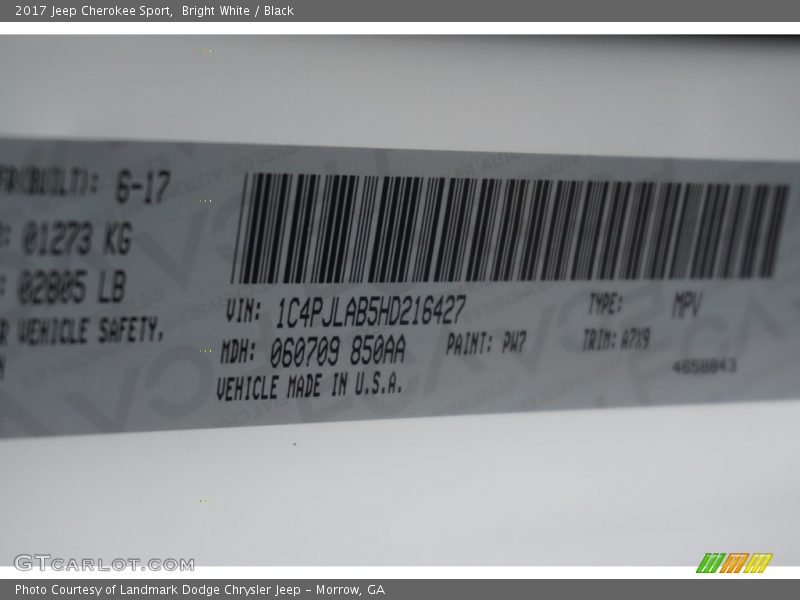 2017 Jeep Cherokee Sport,  Bright White / Black
(BUILT): 6-17
01273 KG
02805 LB
VEHICLE SAFETY.
VIN: 1C4PJLAB5HD216427
TYPE: MPV
MDH: 060709 850AA
PAINT: PW7
TRIM: A7X9
VEHICLE MADE IN U.S.A.
4658843
GTCARLOT.COM
Photo Courtesy of Landmark Dodge Chrysler Jeep – Morrow, GA